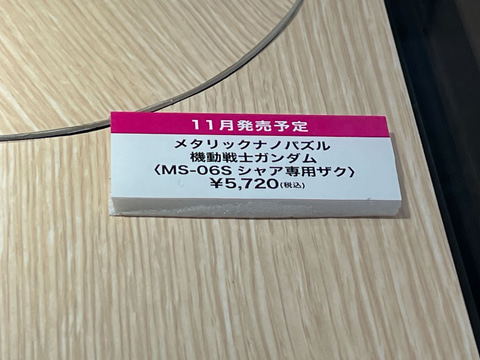 11月発売予定
メタリックナノパズル
機動戦士ガンダム
〈MS-06S シャア専用ザク〉
¥5,720(税込)